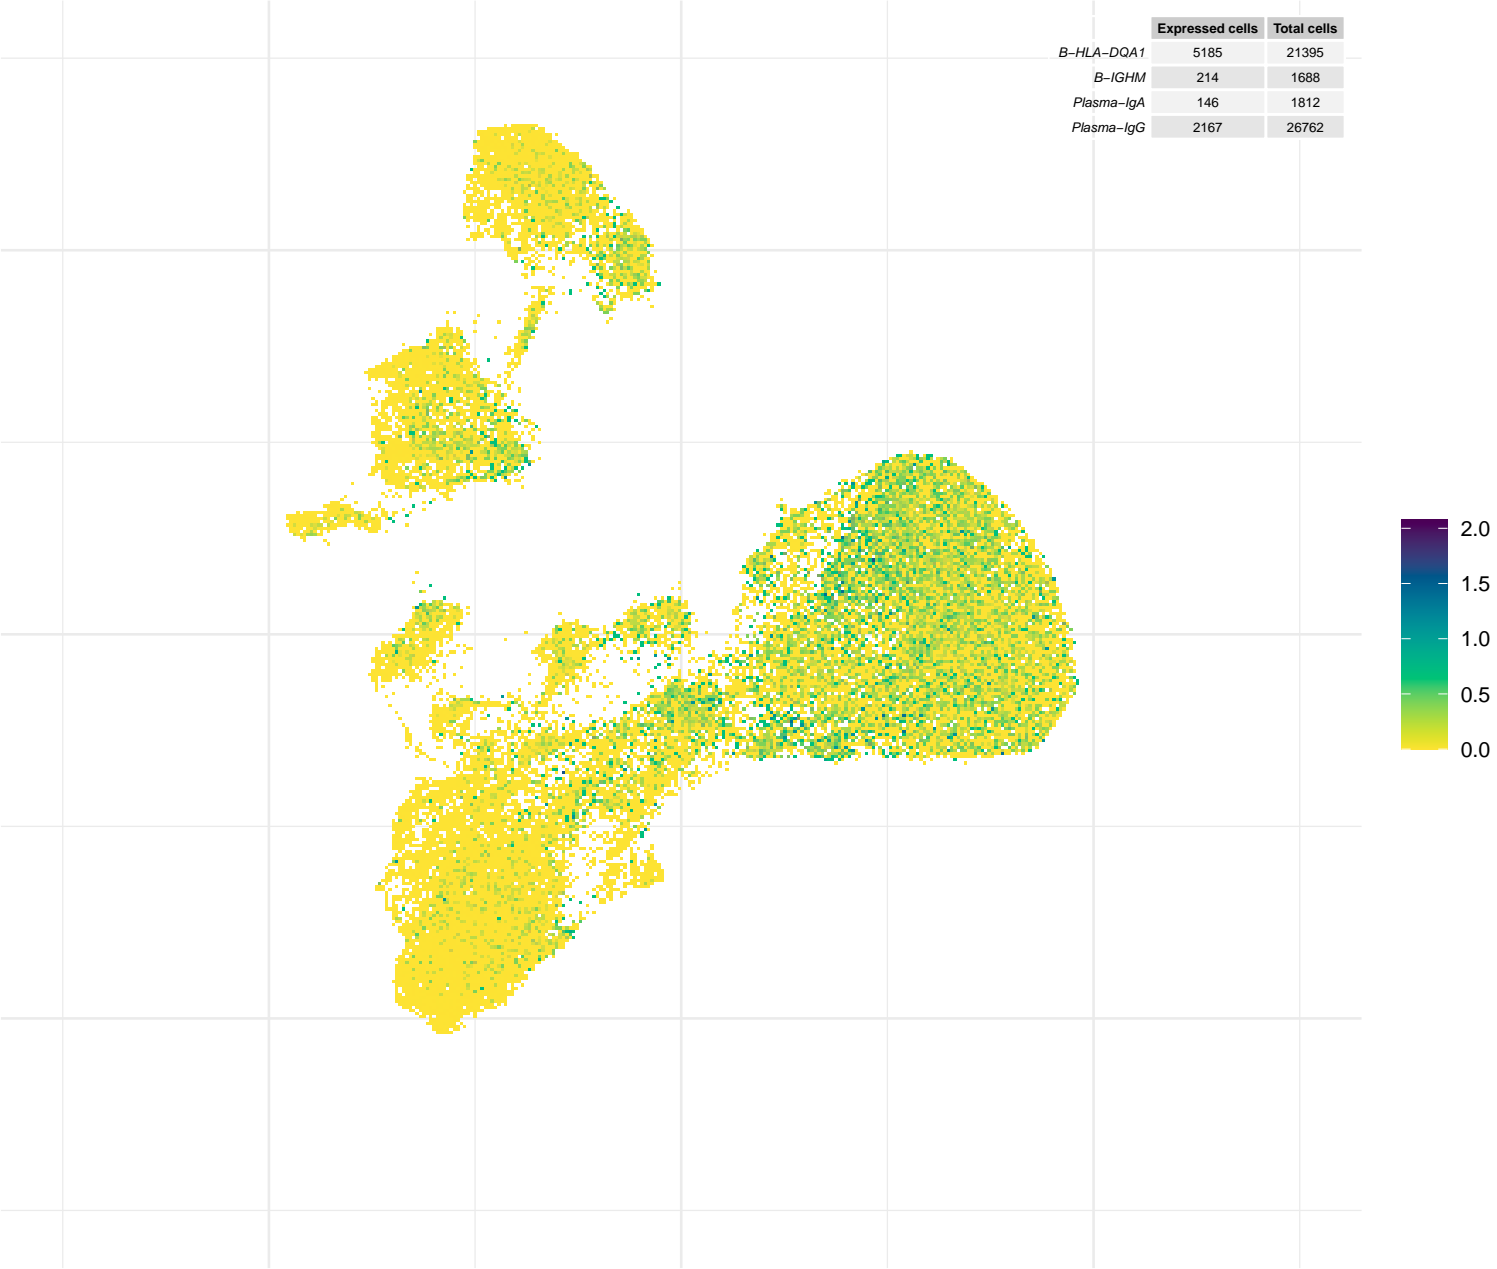 Expressed cells Total cells
B−HLA−DQA1 5185 21395
B−IGHM 214 1688
Plasma−IgA 146 1812
Plasma−IgG 2167 26762
2.0
1.5
1.0
0.5
0.0